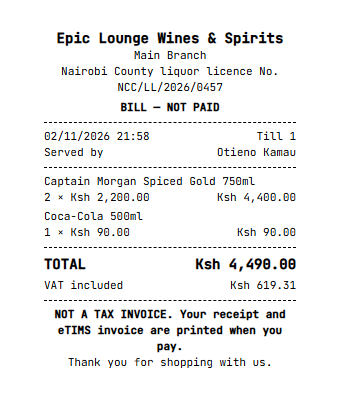 Epic Lounge Wines & Spirits
Main Branch
Nairobi County liquor licence No.
NCC/LL/2026/0457
BILL — NOT PAID
02/11/2026 21:58 Till 1
Served by Otieno Kamau
Captain Morgan Spiced Gold 750ml
2 × Ksh 2,200.00 Ksh 4,400.00
Coca-Cola 500ml
1 × Ksh 90.00 Ksh 90.00
TOTAL Ksh 4,490.00
VAT included Ksh 619.31
NOT A TAX INVOICE. Your receipt and
eTIMS invoice are printed when you
pay.
Thank you for shopping with us.